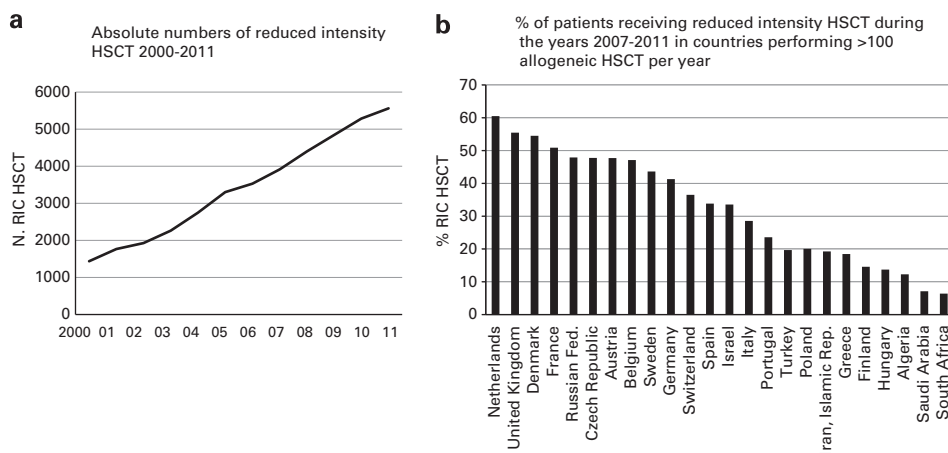 a
Absolute numbers of reduced intensity
HSCT 2000-2011
6000
5000
4000
3000
2000
1000
0
N. RIC HSCT
2000 01 02 03 04 05 06 07 08 09 10 11
b
% of patients receiving reduced intensity HSCT during
the years 2007-2011 in countries performing >100
allogeneic HSCT per year
70
60
50
40
30
20
10
0
% RIC HSCT
Netherlands
United Kingdom
Denmark
France
Russian Fed.
Czech Republic
Austria
Belgium
Sweden
Germany
Switzerland
Spain
Israel
Italy
Portugal
Turkey
Poland
ran, Islamic Rep.
Greece
Finland
Hungary
Algeria
Saudi Arabia
South Africa